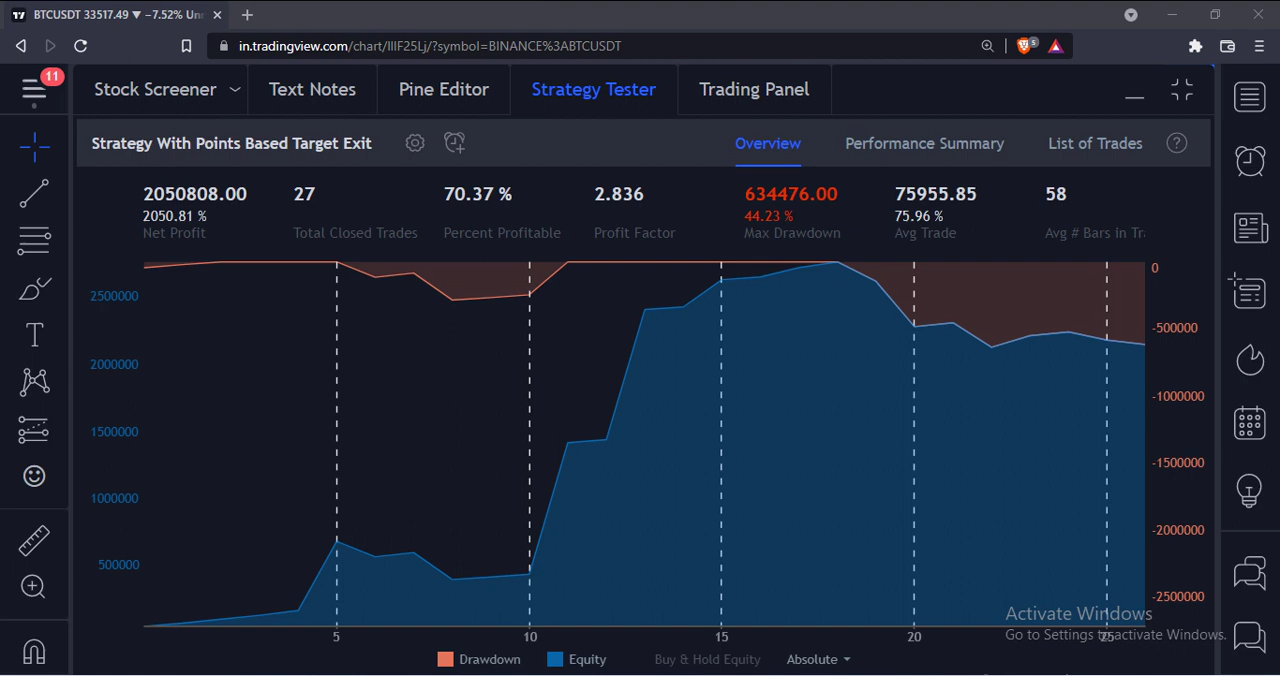 BTCUSDT 33517.49 ▼ −7.52% Unn
in.tradingview.com/chart/lIIF25Lj/?symbol=BINANCE%3ABTCUSDT
5
11
Stock Screener Text Notes Pine Editor Strategy Tester Trading Panel
Strategy With Points Based Target Exit Overview Performance Summary List of Trades
2050808.00 27 70.37 % 2.836 634476.00 75955.85 58
2050.81 % 44.23 % 75.96 %
Net Profit Total Closed Trades Percent Profitable Profit Factor Max Drawdown Avg Trade Avg # Bars In Tra
0
2500000
-500000
2000000
-1000000
1500000
-1500000
1000000
-2000000
500000
-2500000
Activate Windows
5 10 15 20 25
Go to Settings to activate Windows.
Drawdown Equity Buy & Hold Equity Absolute